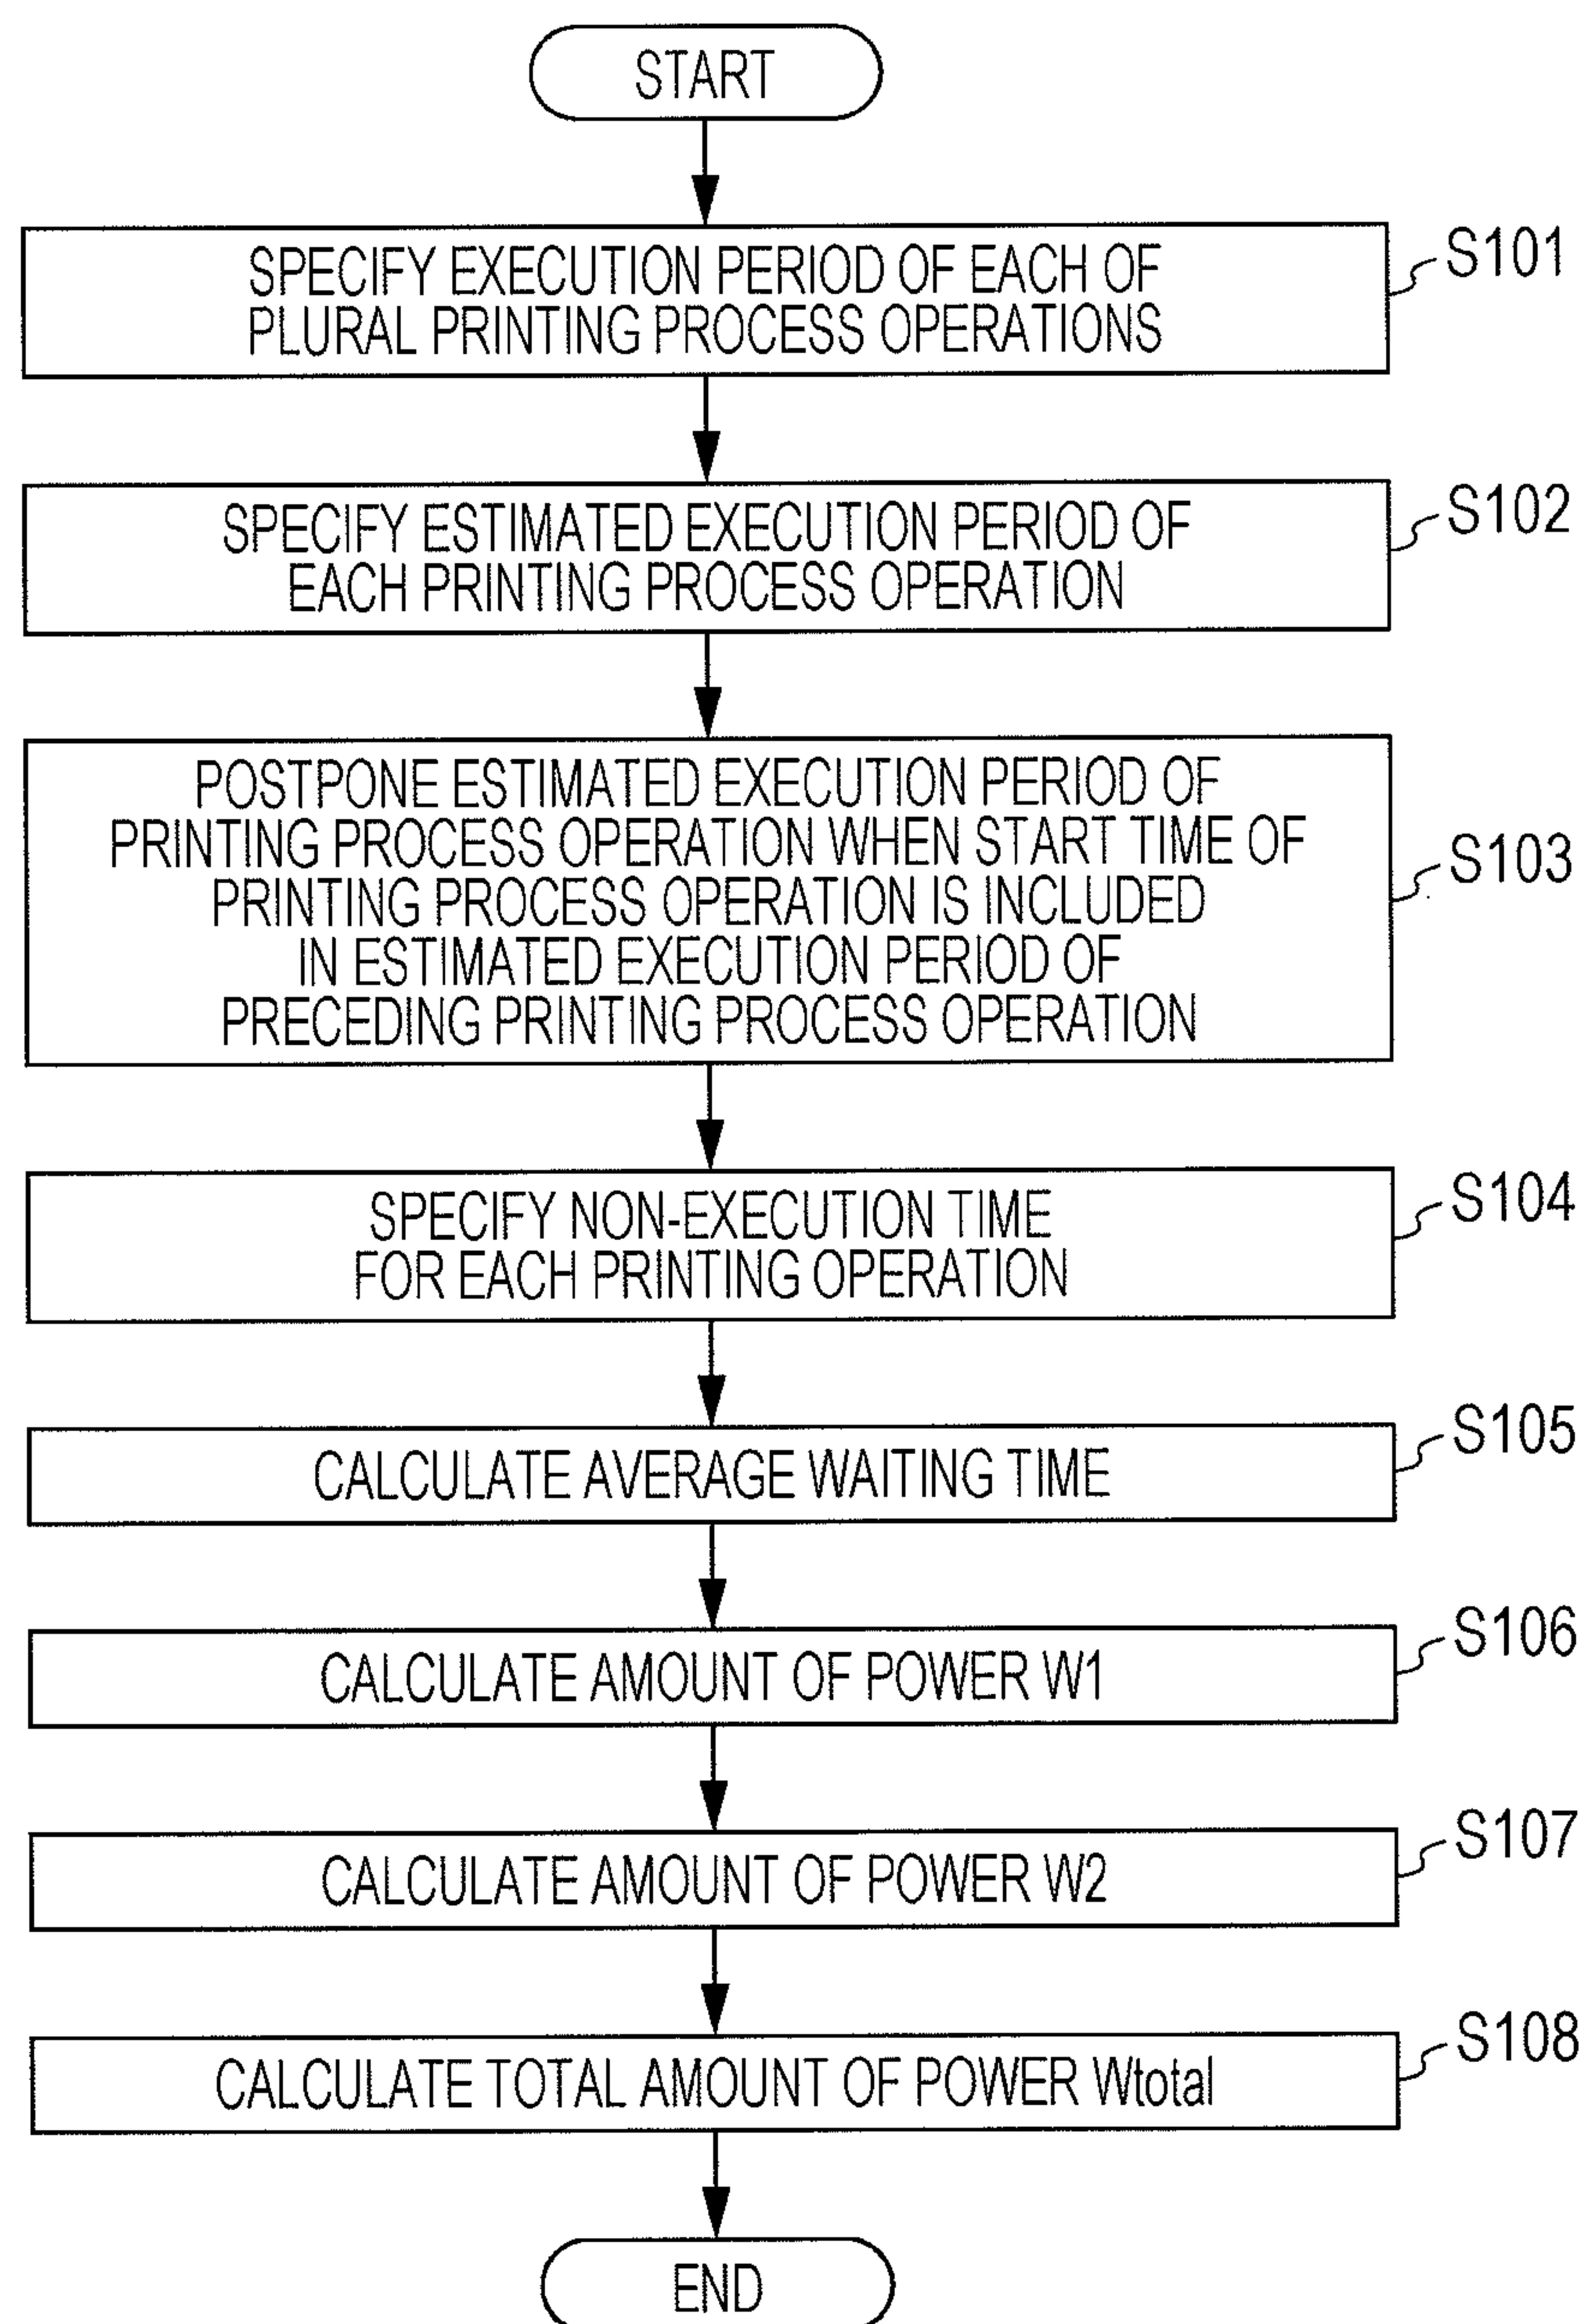 START
SPECIFY EXECUTION PERIOD OF EACH OF
PLURAL PRINTING PROCESS OPERATIONS
S101
SPECIFY ESTIMATED EXECUTION PERIOD OF
EACH PRINTING PROCESS OPERATION
S102
POSTPONE ESTIMATED EXECUTION PERIOD OF
PRINTING PROCESS OPERATION WHEN START TIME OF
PRINTING PROCESS OPERATION IS INCLUDED
IN ESTIMATED EXECUTION PERIOD OF
PRECEDING PRINTING PROCESS OPERATION
S103
SPECIFY NON-EXECUTION TIME
FOR EACH PRINTING OPERATION
S104
CALCULATE AVERAGE WAITING TIME
S105
CALCULATE AMOUNT OF POWER W1
S106
CALCULATE AMOUNT OF POWER W2
S107
CALCULATE TOTAL AMOUNT OF POWER Wtotal
S108
END